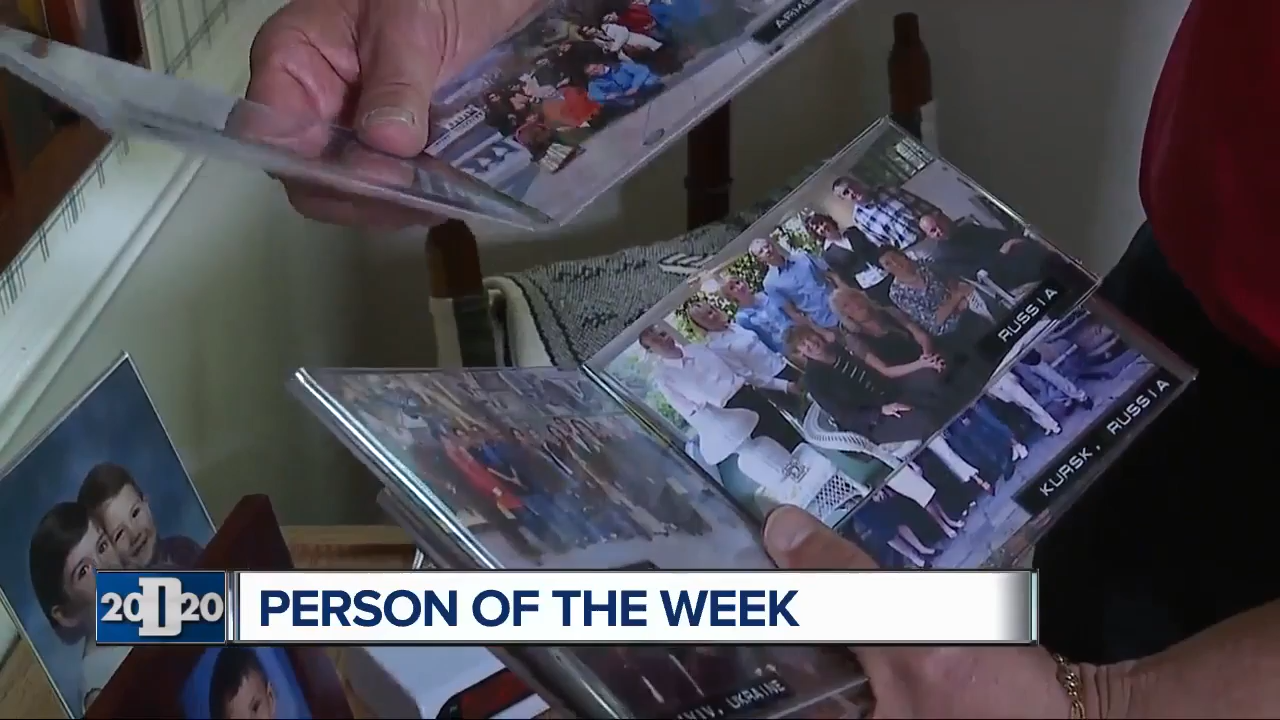 RUSSIA
KURSK, RUSSIA
UKRAINE
20 D 20
PERSON OF THE WEEK